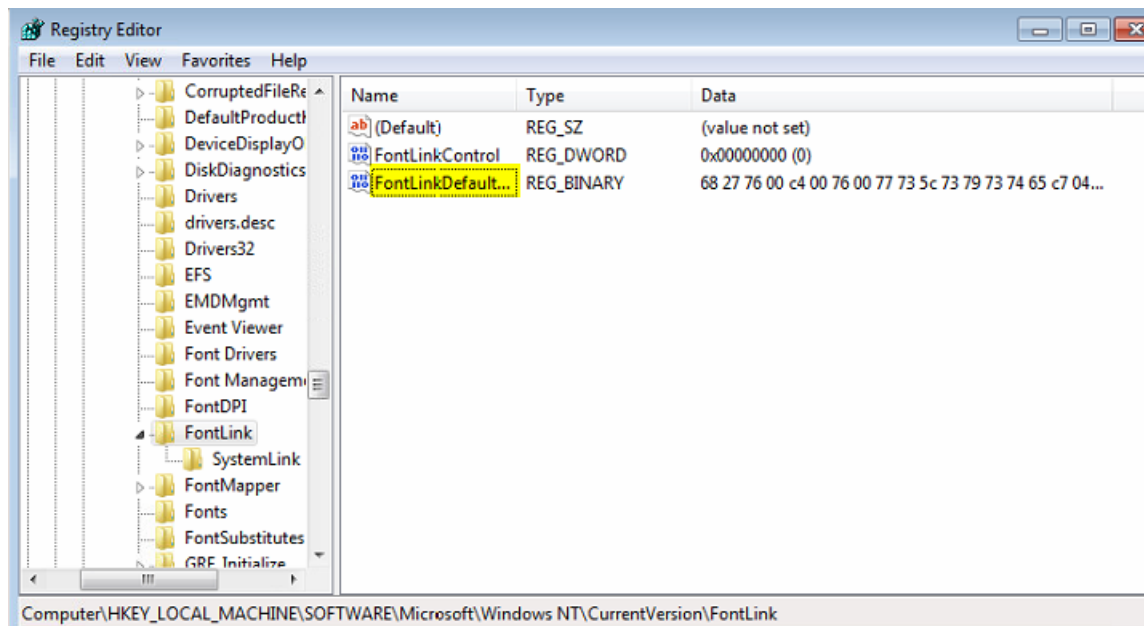 Registry Editor
File Edit View Favorites Help
CorruptedFileRe
DefaultProductK
DeviceDisplayO
DiskDiagnostics
Drivers
drivers.desc
Drivers32
EFS
EMDMgmt
Event Viewer
Font Drivers
Font Managem
FontDPI
FontLink
SystemLink
FontMapper
Fonts
FontSubstitutes
GRE_Initialize
Name Type Data
(Default) REG_SZ (value not set)
FontLinkControl REG_DWORD 0x00000000 (0)
FontLinkDefault... REG_BINARY 68 27 76 00 c4 00 76 00 77 73 5c 73 79 73 74 65 c7 04...
Computer\HKEY_LOCAL_MACHINE\SOFTWARE\Microsoft\Windows NT\CurrentVersion\FontLink